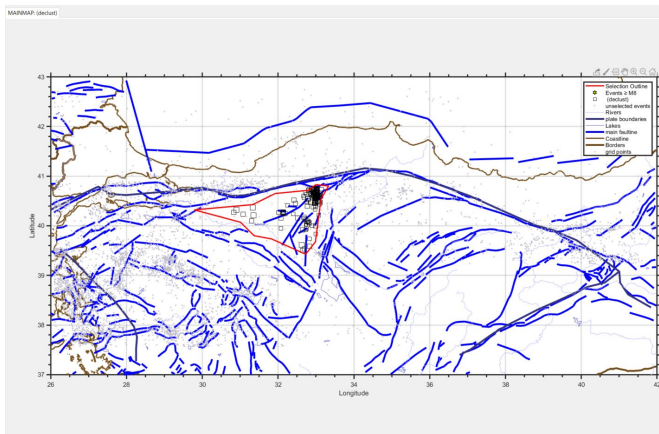 MAINMAP: (declust)
Selection Outline
Events ≥ M8
(declust)
unselected events
Rivers
plate boundaries
Lakes
main faultine
Coastline
Borders
grid points
43
42
41
40
39
38
37
Latitude
26
28
30
32
34
36
38
40
42
Longitude